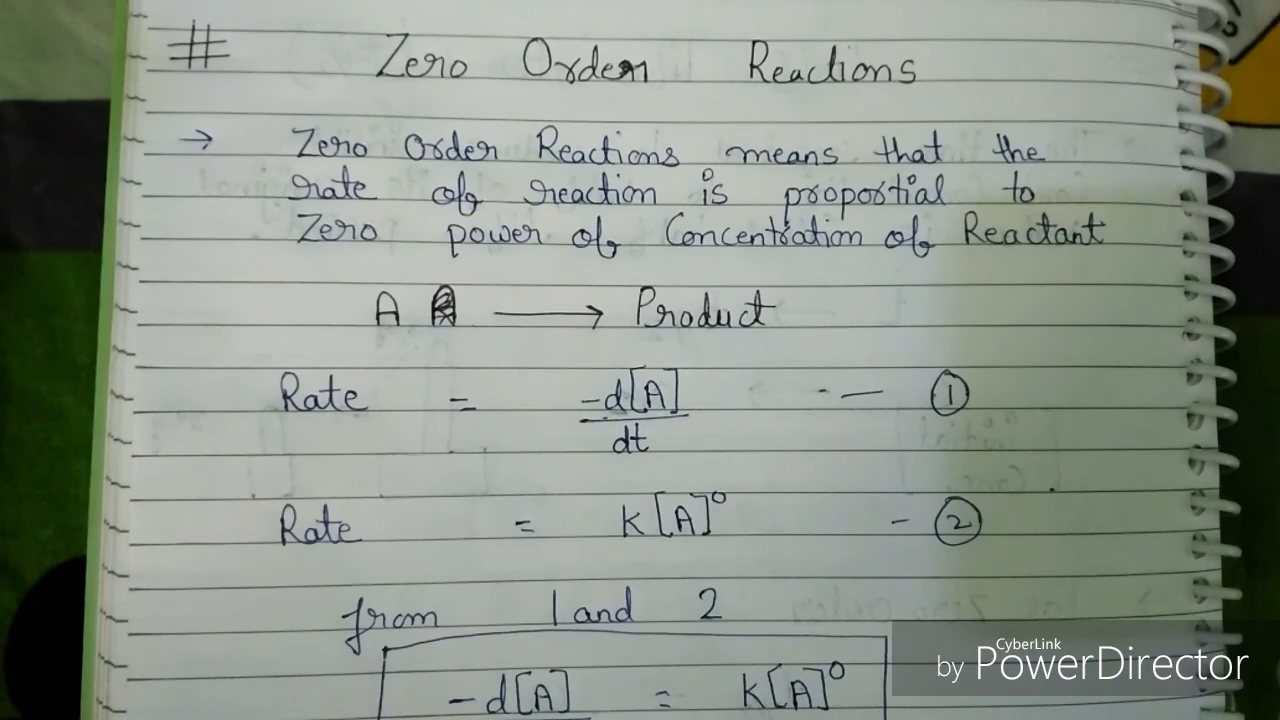 # Zero Order Reactions
→ Zero Order Reactions means that the
rate of reaction is proportial to
Zero power of Concentration of Reactant
A ⟶ Product
Rate = -d[A] -- — ①
dt
Rate = K[A]⁰ - ②
from 1 and 2
-d[A] = K[A]⁰
CyberLink
by PowerDirector